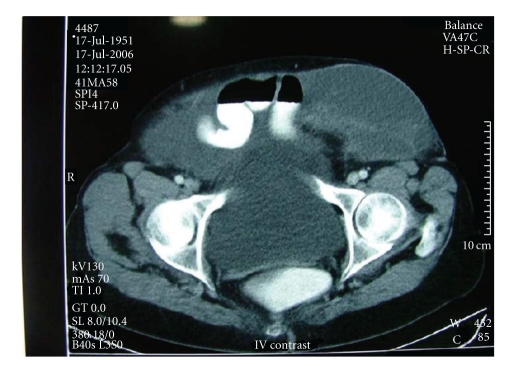 4487
*17-Jul-1951
17-Jul-2006
12:12:17.05
41MA58
SPI4
SP-417.0
Balance
VA47C
H-SP-CR
R
10 cm
kV130
mAs 70
TI 1.0
GT 0.0
SL 8.0/10.4
380 18/0
B40s L3S0
IV contrast
W 432
C -85